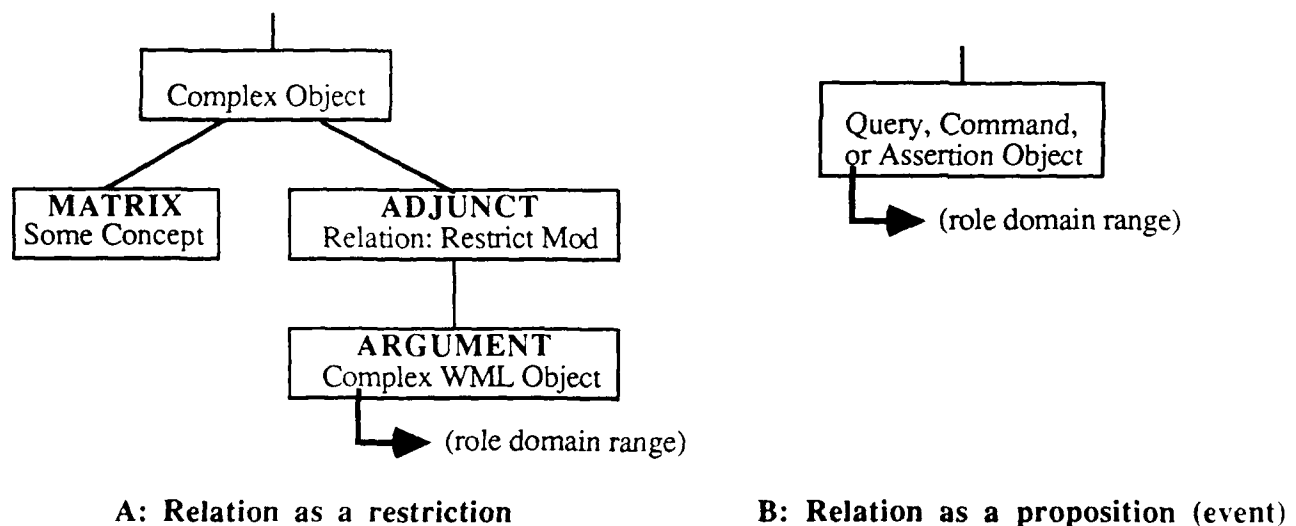 Complex Object
MATRIX
Some Concept
ADJUNCT
Relation: Restrict Mod
ARGUMENT
Complex WML Object
(role domain range)
A: Relation as a restriction
Query, Command,
or Assertion Object
(role domain range)
B: Relation as a proposition (event)